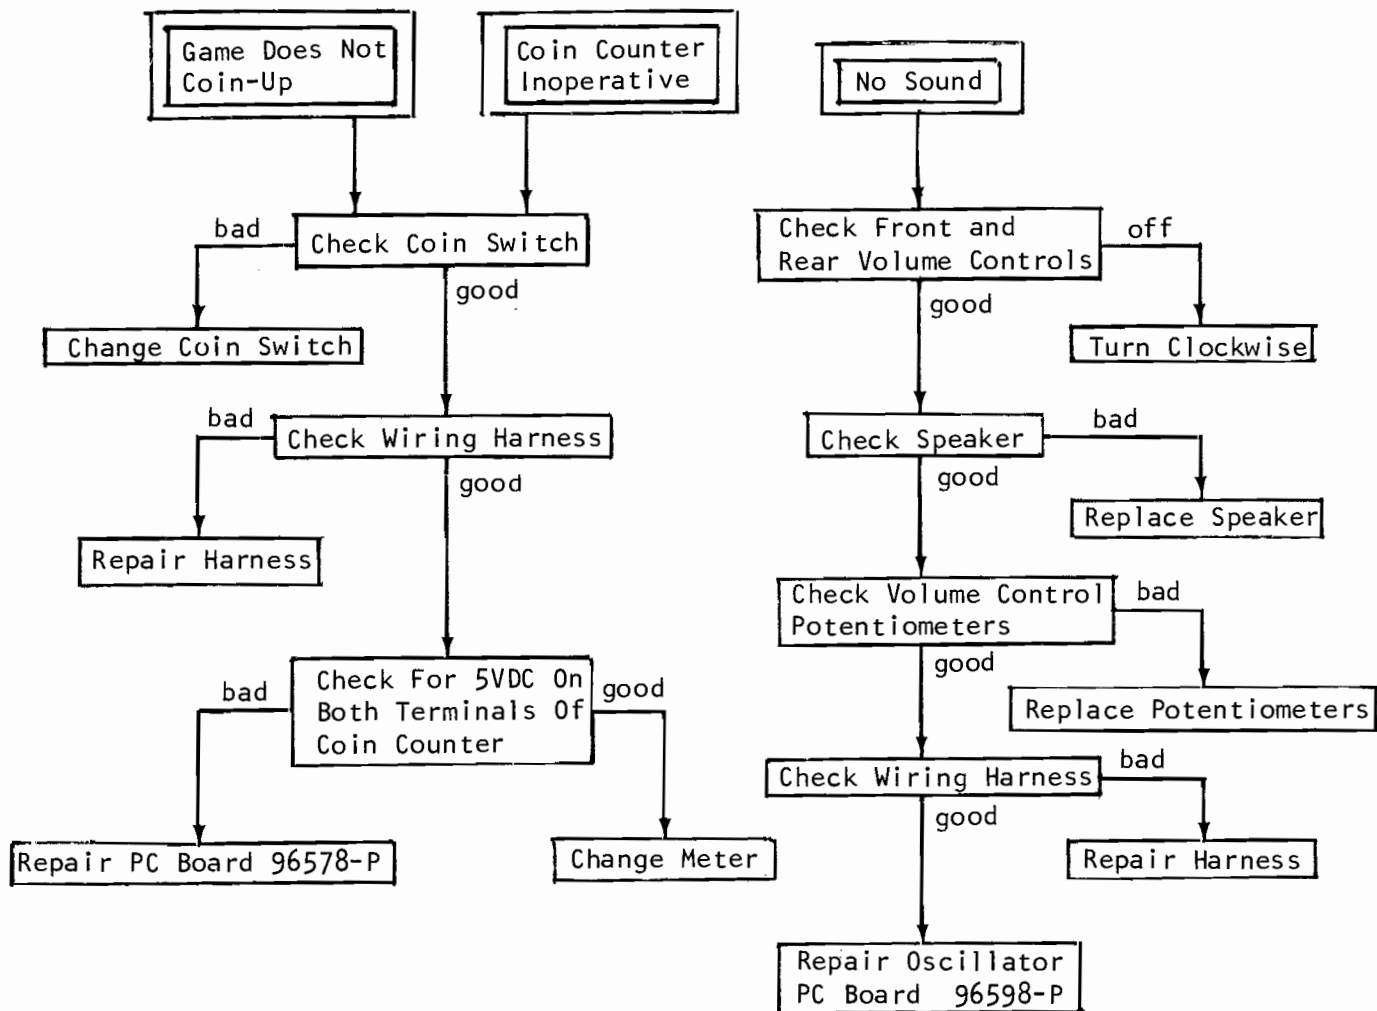 Game Does Not
Coin-Up
Coin Counter
Inoperative
bad
Check Coin Switch
good
Change Coin Switch
bad
Check Wiring Harness
good
Repair Harness
bad
Check For 5VDC On
Both Terminals Of
Coin Counter
good
Repair PC Board 96578-P
Change Meter
No Sound
Check Front and
Rear Volume Controls
off
good
Turn Clockwise
Check Speaker
bad
good
Replace Speaker
Check Volume Control
Potentiometers
bad
good
Replace Potentiometers
Check Wiring Harness
bad
good
Repair Harness
Repair Oscillator
PC Board 96598-P